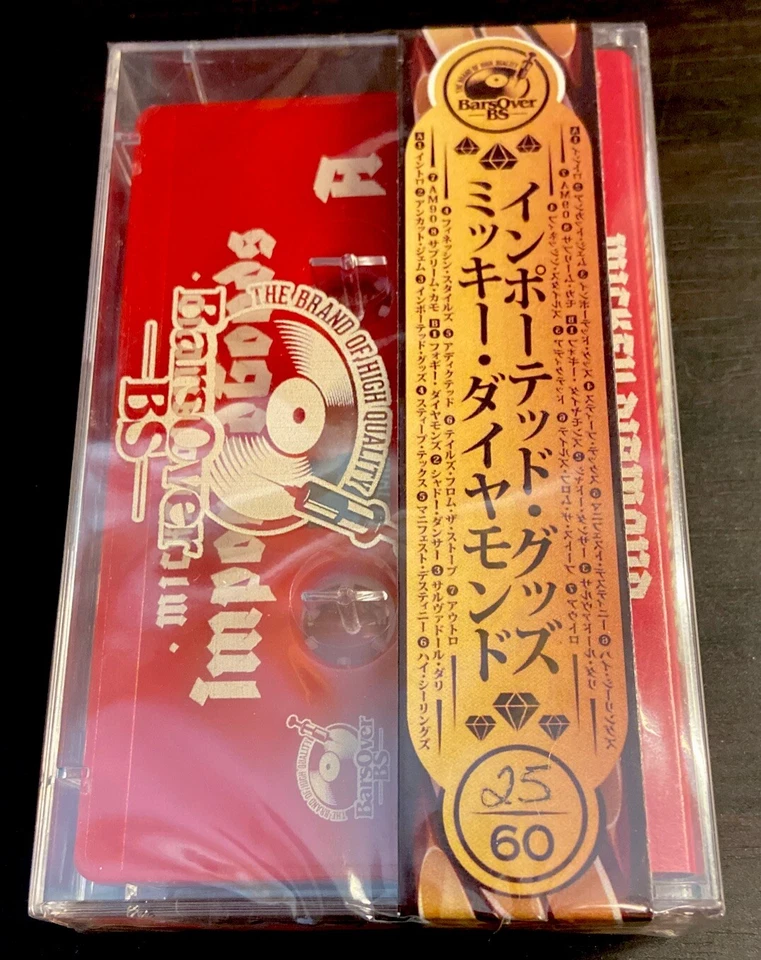 THE BRAND OF HIGH QUALITY
BarsOver
BS
インポーテッド・グッズ
ミッキー・ダイヤモンド
A1 イントロ 2 アンカット・ジェム 3 インポーテッド・グッズ 4 スティープ・テックス 5 マニフェスト・デスティニー 6 ハイ・シーリングズ
7 AM90 8 サプリーム・カモ B1 フォギー・ダイヤモンズ 2 シャドー・ダンサー 3 サルヴァドール・ダリ
4 フィネッシン・スタイルズ 5 アディクテッド 6 テイルズ・フロム・ザ・ストーブ 7 アウトロ
25
60
A
Imported Goods
THE BRAND OF HIGH QUALITY
BarsOver
BS
THE BRAND OF HIGH QUALITY
BarsOver
BS